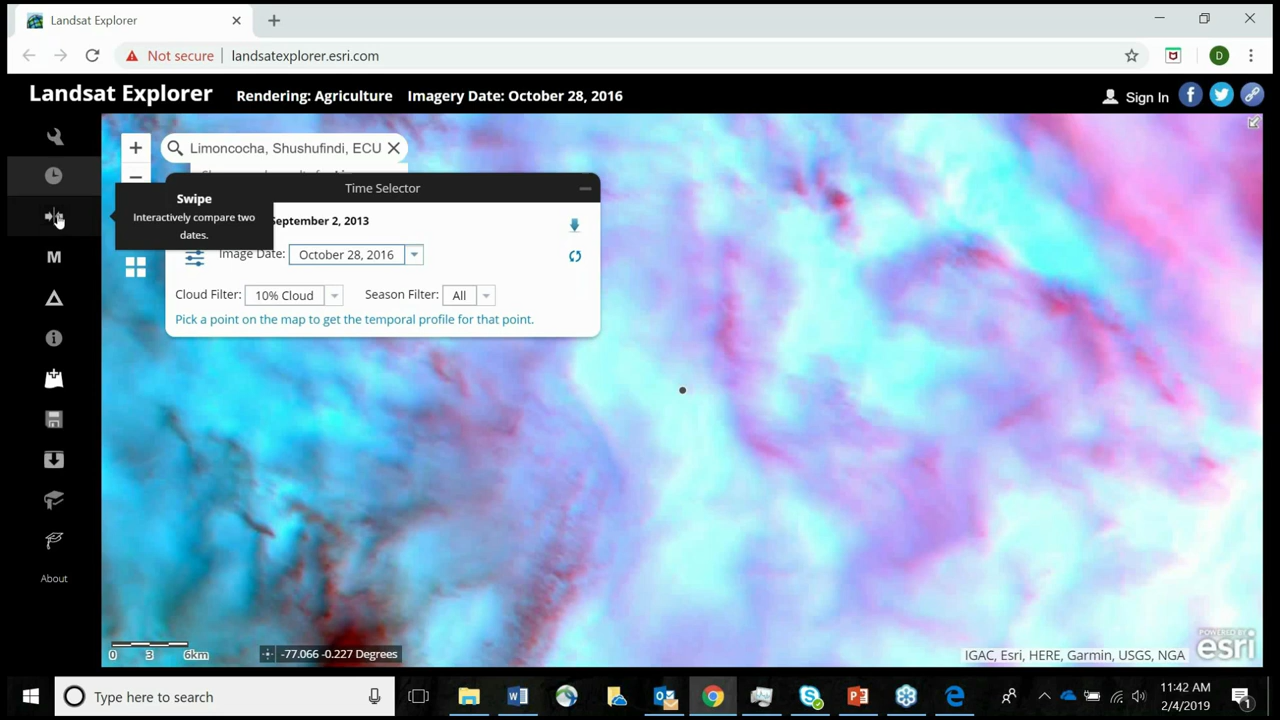 Landsat Explorer
Not secure
landsatexplorer.esri.com
D
Landsat Explorer
Rendering: Agriculture
Imagery Date: October 28, 2016
Sign In
+
Limoncocha, Shushufindi, ECU
Time Selector
Swipe
Interactively compare two
dates.
September 2, 2013
Image Date:
October 28, 2016
M
Cloud Filter:
10% Cloud
Season Filter:
All
Pick a point on the map to get the temporal profile for that point.
About
0
3
6km
-77.066 -0.227 Degrees
IGAC, Esri, HERE, Garmin, USGS, NGA
POWERED BY
esri
Type here to search
11:42 AM
2/4/2019
1